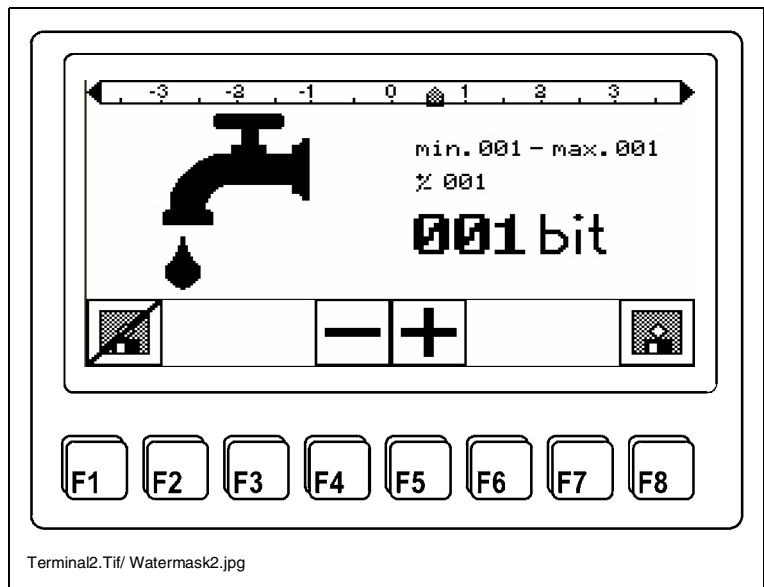 -3 -2 -1 0 1 2 3
min.001 - max.001
⁺⁄₋ 001
001 bit
F1 F2 F3 F4 F5 F6 F7 F8
Terminal2.Tif/ Watermask2.jpg